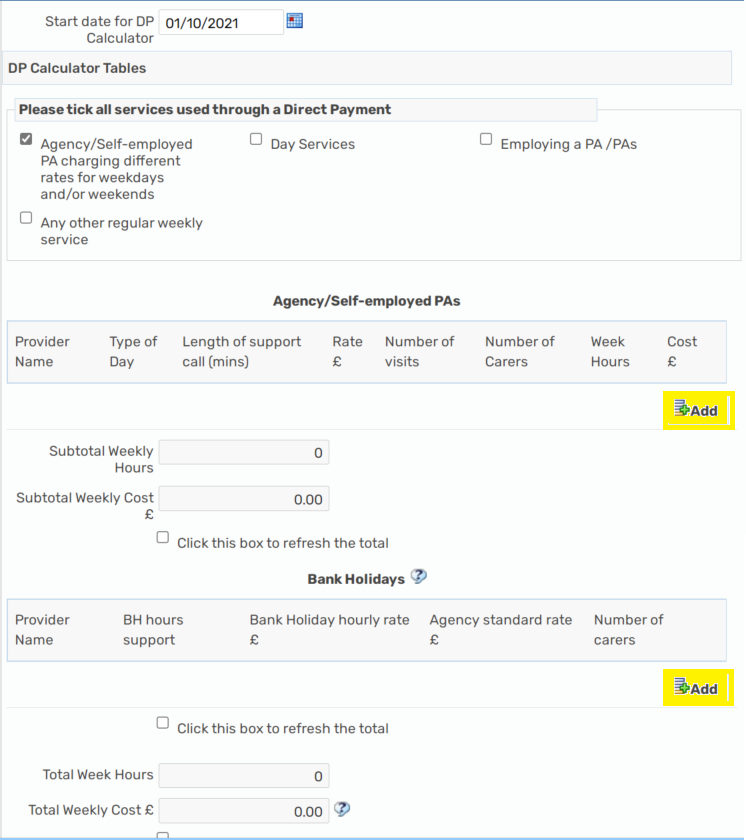 Start date for DP
Calculator
01/10/2021
DP Calculator Tables
Please tick all services used through a Direct Payment
Agency/Self-employed
PA charging different
rates for weekdays
and/or weekends
Day Services
Employing a PA /PAs
Any other regular weekly
service
Agency/Self-employed PAs
Provider
Name
Type of
Day
Length of support
call (mins)
Rate
£
Number of
visits
Number of
Carers
Week
Hours
Cost
£
Add
Subtotal Weekly
Hours
0
Subtotal Weekly Cost
£
0.00
Click this box to refresh the total
Bank Holidays ?
Provider
Name
BH hours
support
Bank Holiday hourly rate
£
Agency standard rate
£
Number of
carers
Add
Click this box to refresh the total
Total Week Hours 0
Total Weekly Cost £ 0.00 ?